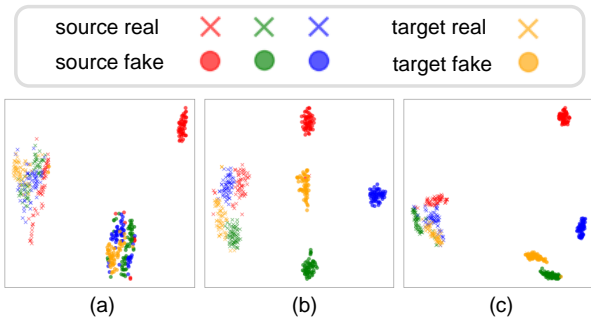 source real target real
source fake target fake
(a) (b) (c)